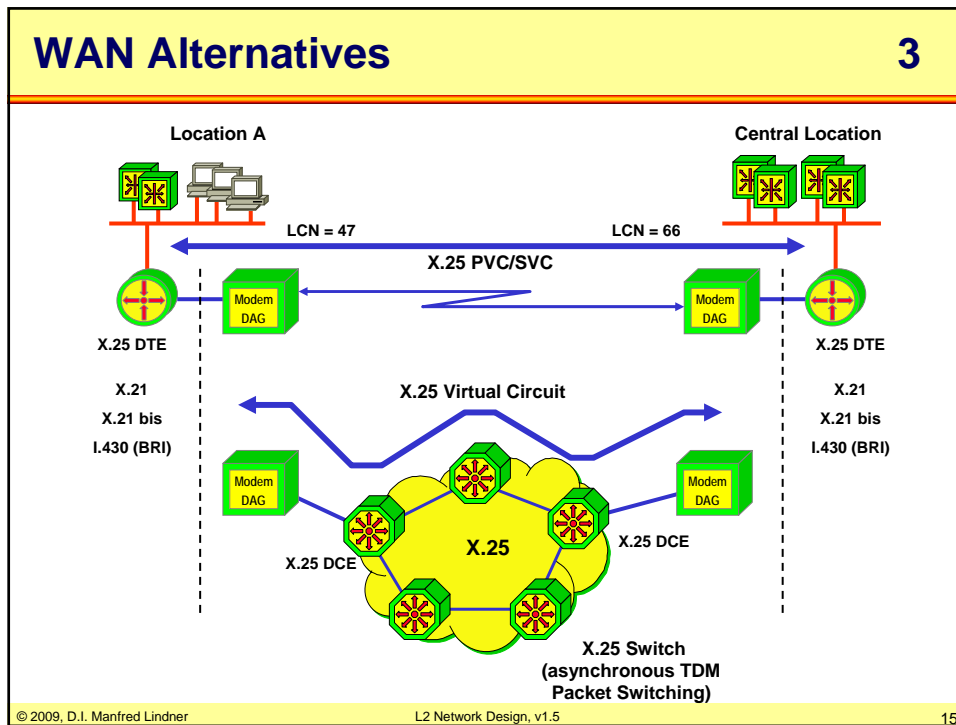 WAN Alternatives 3
Location A
Central Location
LCN = 47
LCN = 66
X.25 PVC/SVC
Modem
DAG
Modem
DAG
X.25 DTE
X.25 DTE
X.21
X.21 bis
I.430 (BRI)
X.25 Virtual Circuit
X.21
X.21 bis
I.430 (BRI)
Modem
DAG
Modem
DAG
X.25
X.25 DCE
X.25 DCE
X.25 Switch
(asynchronous TDM
Packet Switching)
© 2009, D.I. Manfred Lindner
L2 Network Design, v1.5
15